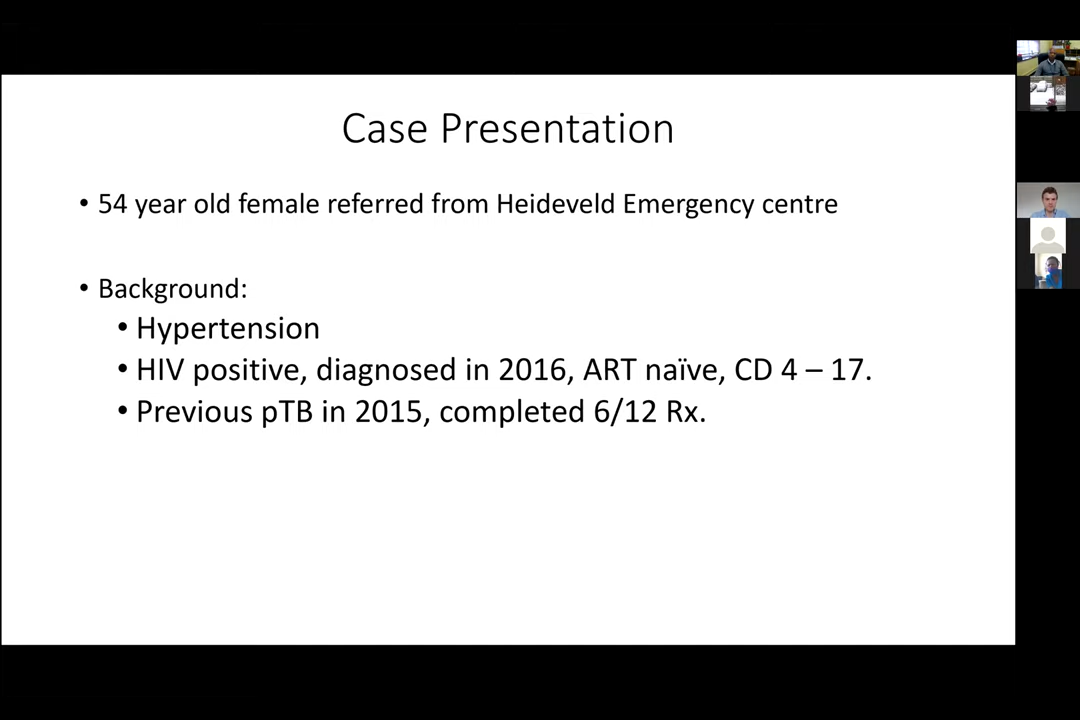 Case Presentation
• 54 year old female referred from Heideveld Emergency centre
• Background:
• Hypertension
• HIV positive, diagnosed in 2016, ART naïve, CD 4 – 17.
• Previous pTB in 2015, completed 6/12 Rx.